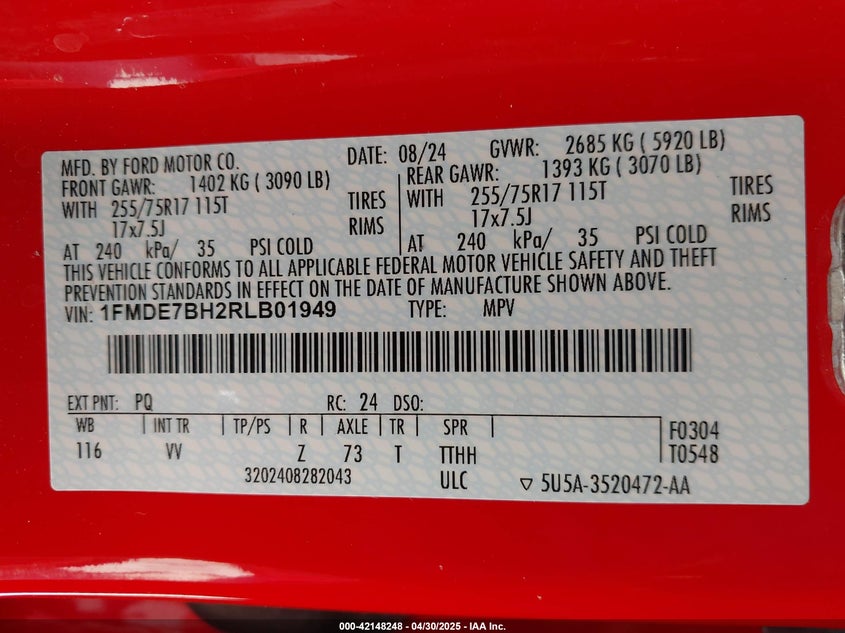 MFD. BY FORD MOTOR CO. DATE: 08/24 GVWR: 2685 KG ( 5920 LB)
FRONT GAWR: 1402 KG ( 3090 LB) REAR GAWR: 1393 KG ( 3070 LB)
WITH 255/75R17 115T TIRES WITH 255/75R17 115T TIRES
17x7.5J RIMS 17x7.5J RIMS
AT 240 kPa/ 35 PSI COLD AT 240 kPa/ 35 PSI COLD
THIS VEHICLE CONFORMS TO ALL APPLICABLE FEDERAL MOTOR VEHICLE SAFETY AND THEFT
PREVENTION STANDARDS IN EFFECT ON THE DATE OF MANUFACTURE SHOWN ABOVE.
VIN: 1FMDE7BH2RLB01949 TYPE: MPV
EXT PNT: PQ RC: 24 DSO:
WB INT TR TP/PS R AXLE TR SPR F0304
116 VV Z 73 T TTHH T0548
3202408282043 ULC ▽ 5U5A-3520472-AA
000-42148248 - 04/30/2025 - IAA Inc.